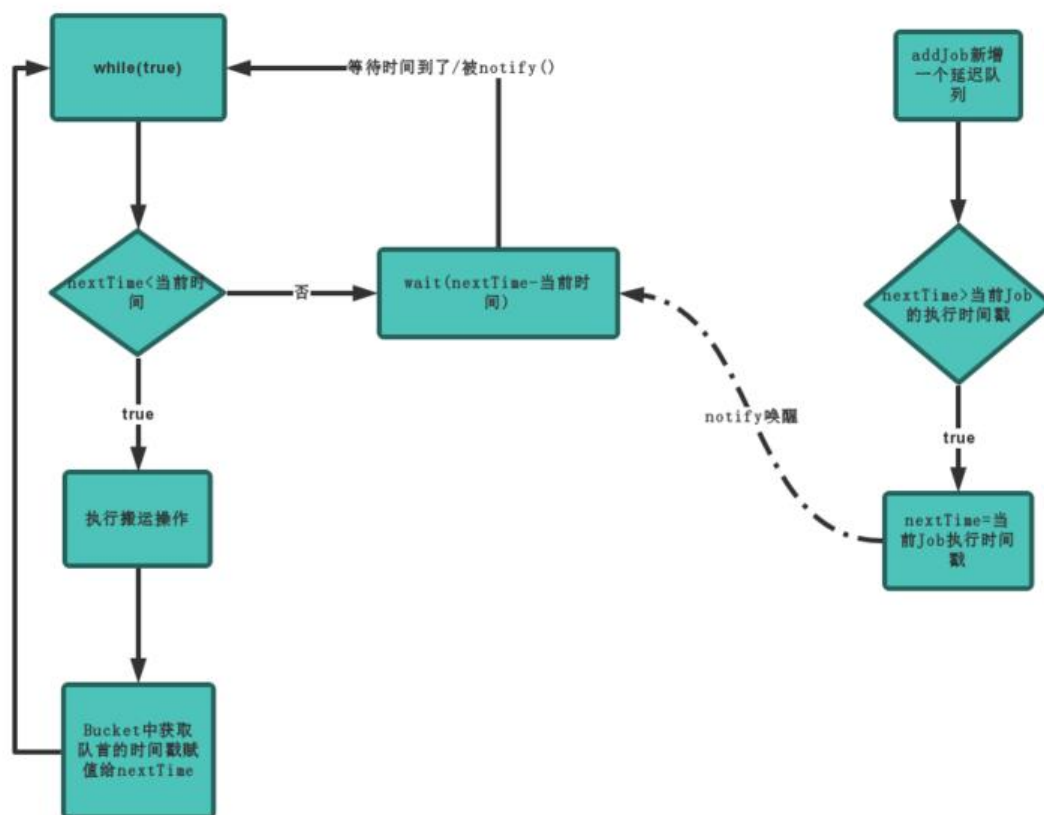 while(true)
等待时间到了/被notify()
addJob新增
一个延迟队
列
nextTime<当前时
间
否
wait(nextTime-当前时
间)
nextTime>当前Job
的执行时间
戳
true
notify唤醒
true
执行搬运操作
nextTime=当
前Job执行时间
戳
Bucket中获取
队首的时间戳赋
值给nextTime